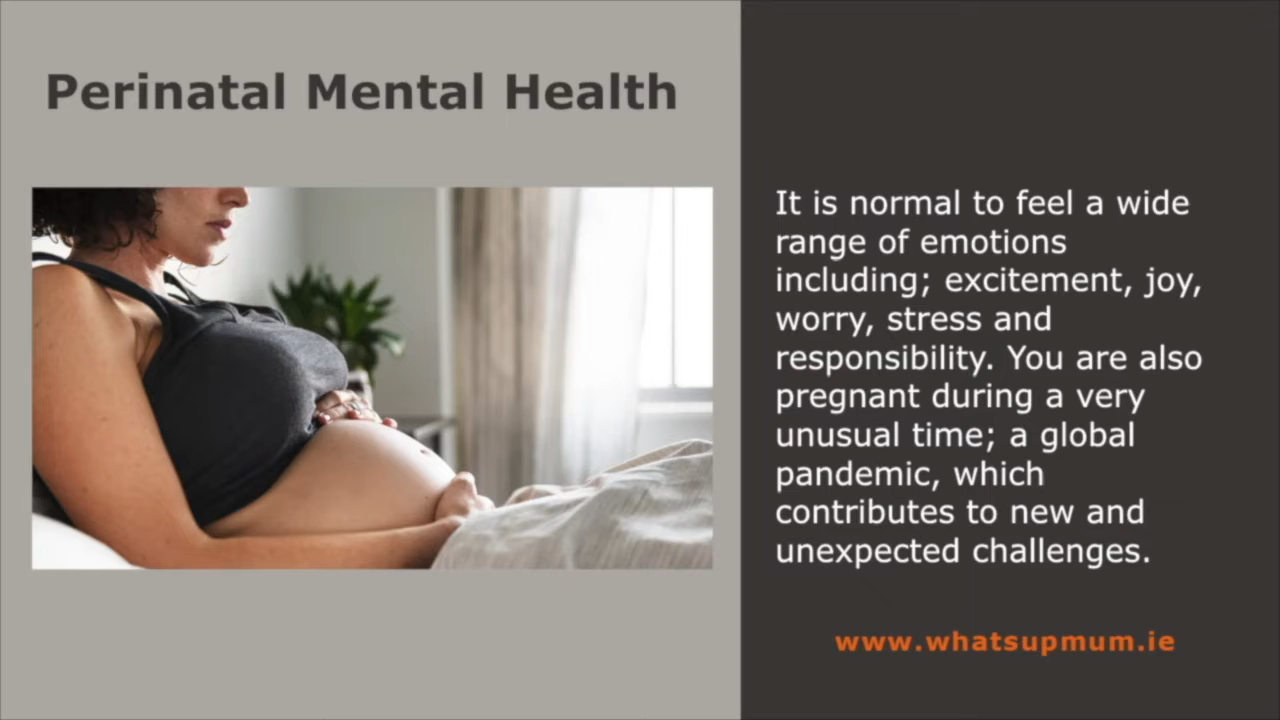 Perinatal Mental Health
It is normal to feel a wide
range of emotions
including; excitement, joy,
worry, stress and
responsibility. You are also
pregnant during a very
unusual time; a global
pandemic, which
contributes to new and
unexpected challenges.
www.whatsupmum.ie